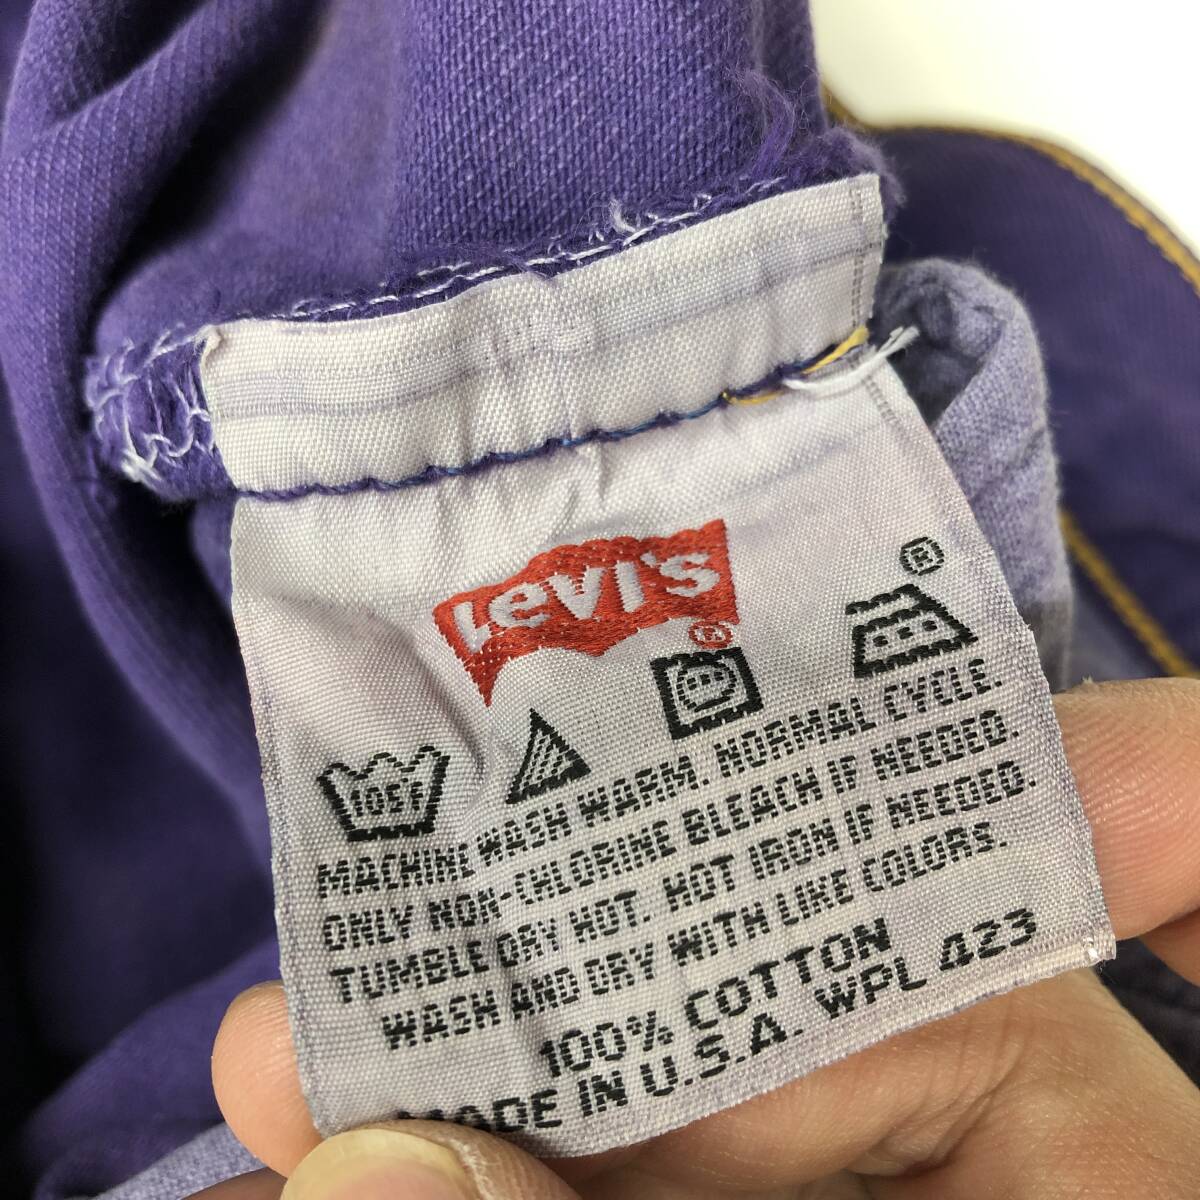 Levi's
®
®
105°F
MACHINE WASH WARM. NORMAL CYCLE.
ONLY NON-CHLORINE BLEACH IF NEEDED.
TUMBLE DRY HOT. HOT IRON IF NEEDED.
WASH AND DRY WITH LIKE COLORS.
100% COTTON
MADE IN U.S.A. WPL 423